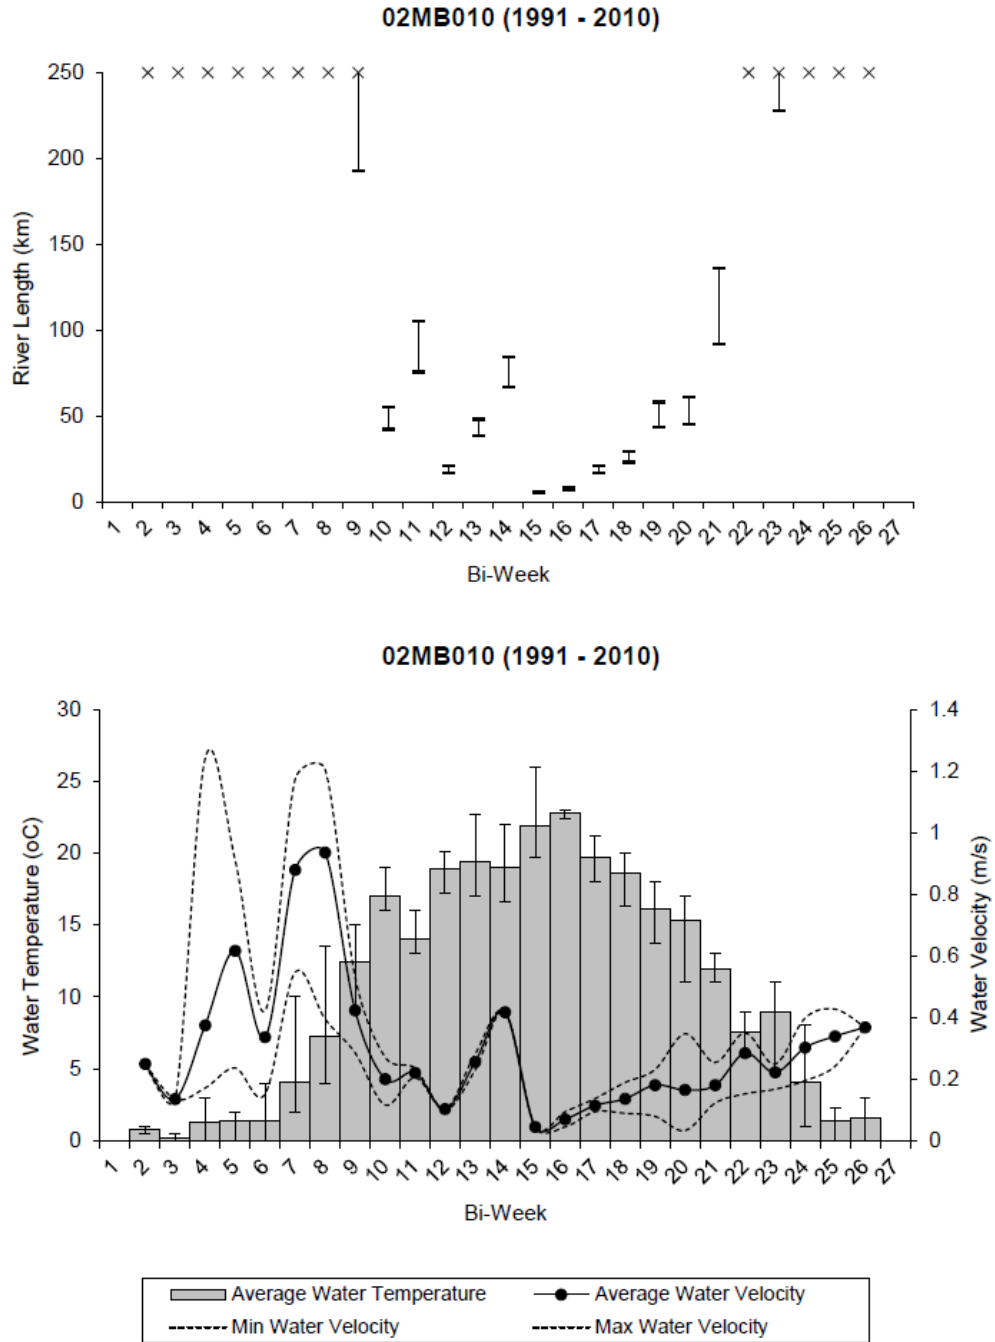 02MB010 (1991 - 2010)
250
200
150
100
50
0
River Length (km)
1 2 3 4 5 6 7 8 9 10 11 12 13 14 15 16 17 18 19 20 21 22 23 24 25 26 27
Bi-Week
02MB010 (1991 - 2010)
30
25
20
15
10
5
0
Water Temperature (oC)
1.4
1.2
1
0.8
0.6
0.4
0.2
0
Water Velocity (m/s)
1 2 3 4 5 6 7 8 9 10 11 12 13 14 15 16 17 18 19 20 21 22 23 24 25 26 27
Bi-Week
Average Water Temperature Average Water Velocity
Min Water Velocity Max Water Velocity